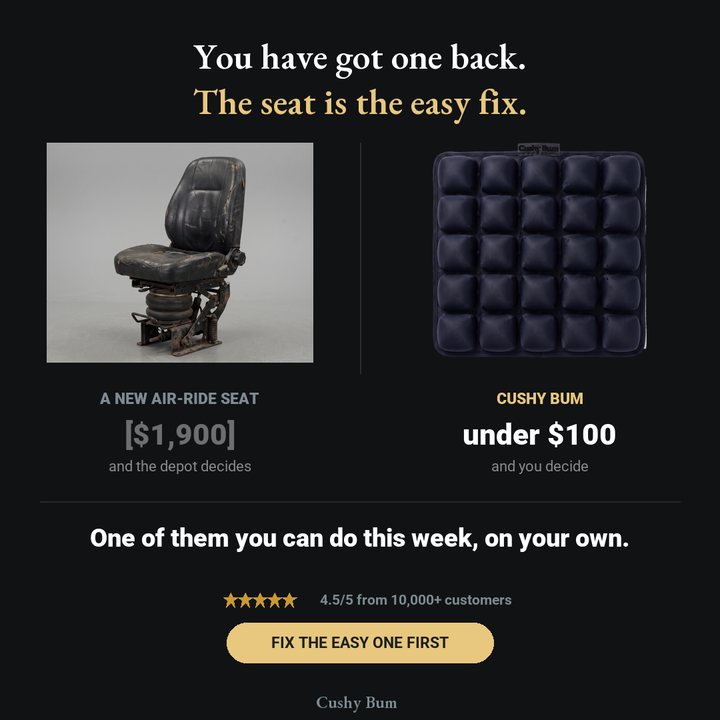 You have got one back.
The seat is the easy fix.
Cushy Bum
A NEW AIR-RIDE SEAT
[$1,900]
and the depot decides
CUSHY BUM
under $100
and you decide
One of them you can do this week, on your own.
4.5/5 from 10,000+ customers
FIX THE EASY ONE FIRST
Cushy Bum